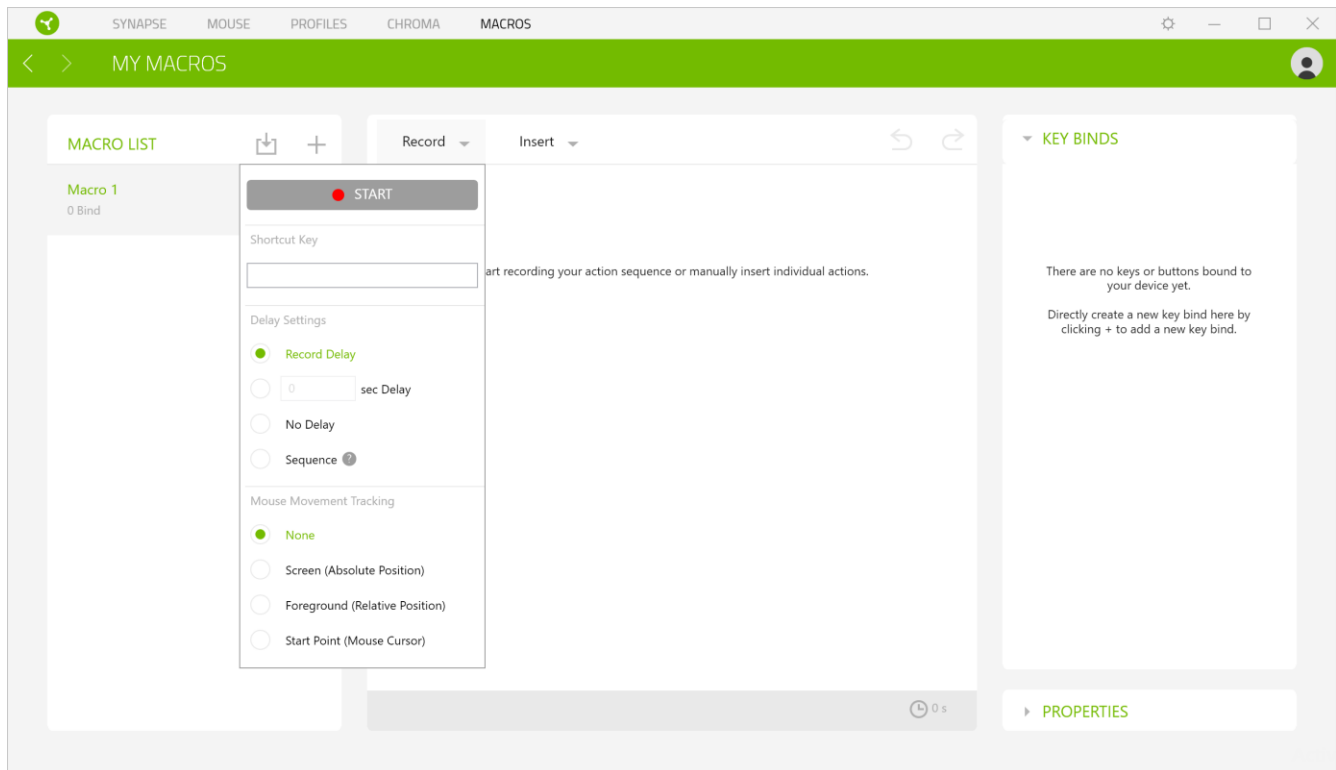 SYNAPSE MOUSE PROFILES CHROMA MACROS
MY MACROS
MACRO LIST
Macro 1
0 Bind
Record Insert
START
Shortcut Key
Delay Settings
Record Delay
0 sec Delay
No Delay
Sequence ?
Mouse Movement Tracking
None
Screen (Absolute Position)
Foreground (Relative Position)
Start Point (Mouse Cursor)
art recording your action sequence or manually insert individual actions.
0 s
KEY BINDS
There are no keys or buttons bound to
your device yet.
Directly create a new key bind here by
clicking + to add a new key bind.
PROPERTIES